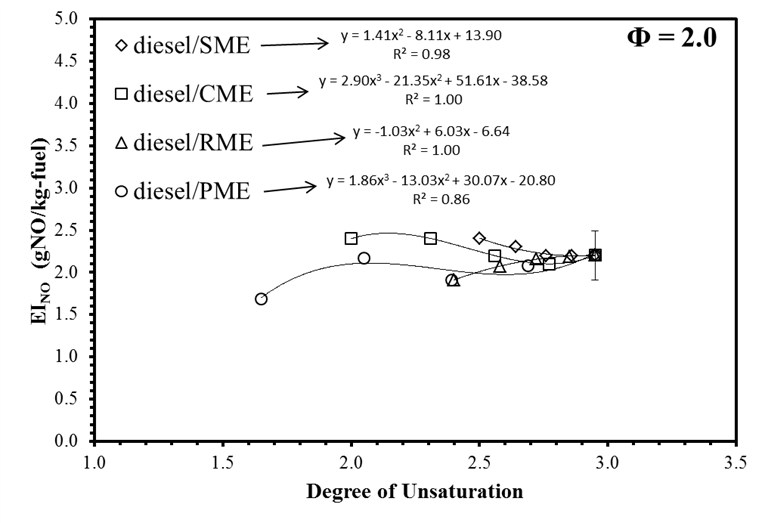 Φ = 2.0
diesel/SME
y = 1.41x² - 8.11x + 13.90
R² = 0.98
diesel/CME
y = 2.90x³ - 21.35x² + 51.61x - 38.58
R² = 1.00
diesel/RME
y = -1.03x² + 6.03x - 6.64
R² = 1.00
diesel/PME
y = 1.86x³ - 13.03x² + 30.07x - 20.80
R² = 0.86
EI_NO (gNO/kg-fuel)
5.0
4.5
4.0
3.5
3.0
2.5
2.0
1.5
1.0
0.5
0.0
1.0 1.5 2.0 2.5 3.0 3.5
Degree of Unsaturation